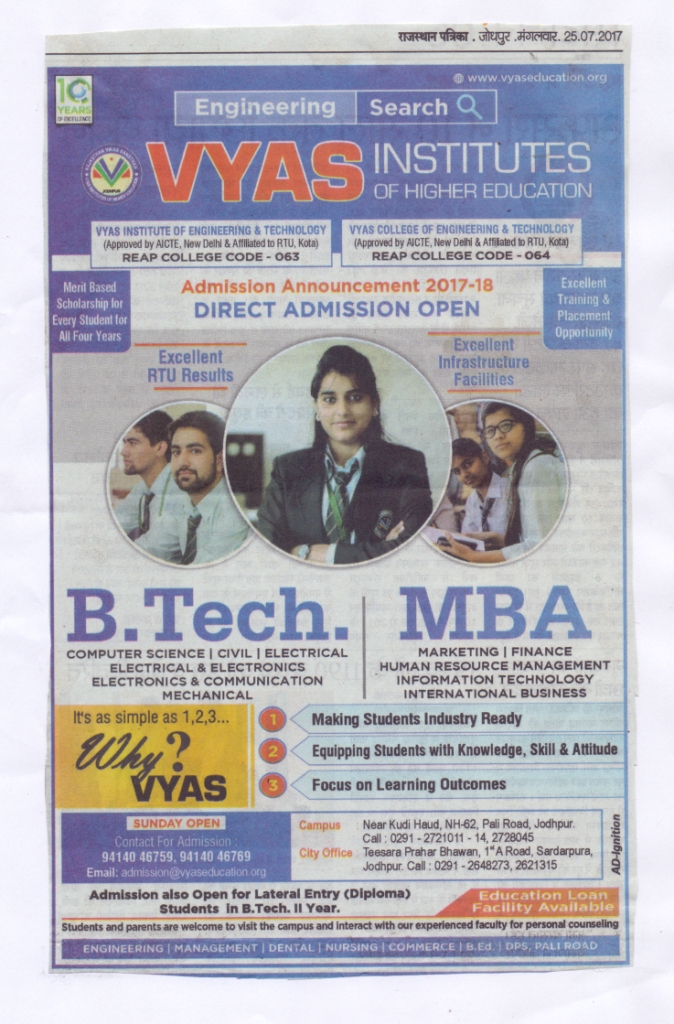 राजस्थान पत्रिका . जोधपुर .मंगलवार. 25.07.2017
www.vyaseducation.org
10
YEARS
OF EXCELLENCE
Engineering Search
VYAS INSTITUTES
OF HIGHER EDUCATION
VYAS INSTITUTE OF ENGINEERING & TECHNOLOGY
(Approved by AICTE, New Delhi & Affiliated to RTU, Kota)
REAP COLLEGE CODE - 063
VYAS COLLEGE OF ENGINEERING & TECHNOLOGY
(Approved by AICTE, New Delhi & Affiliated to RTU, Kota)
REAP COLLEGE CODE - 064
Merit Based
Scholarship for
Every Student for
All Four Years
Admission Announcement 2017-18
DIRECT ADMISSION OPEN
Excellent
Training &
Placement
Opportunity
Excellent
RTU Results
Excellent
Infrastructure
Facilities
B.Tech.
COMPUTER SCIENCE | CIVIL | ELECTRICAL
ELECTRICAL & ELECTRONICS
ELECTRONICS & COMMUNICATION
MECHANICAL
MBA
MARKETING | FINANCE
HUMAN RESOURCE MANAGEMENT
INFORMATION TECHNOLOGY
INTERNATIONAL BUSINESS
It's as simple as 1,2,3...
Why?
VYAS
1 Making Students Industry Ready
2 Equipping Students with Knowledge, Skill & Attitude
3 Focus on Learning Outcomes
SUNDAY OPEN
Contact For Admission :
94140 46759, 94140 46769
Email: admission@vyaseducation.org
Campus : Near Kudi Haud, NH-62, Pali Road, Jodhpur.
Call : 0291 - 2721011 - 14, 2728045
City Office : Teesara Prahar Bhawan, 1st A Road, Sardarpura,
Jodhpur. Call : 0291 - 2648273, 2621315
AD-Ignition
Admission also Open for Lateral Entry (Diploma)
Students in B.Tech. II Year.
Education Loan
Facility Available
Students and parents are welcome to visit the campus and interact with our experienced faculty for personal counseling
ENGINEERING | MANAGEMENT | DENTAL | NURSING | COMMERCE | B.Ed. | DPS, PALI ROAD